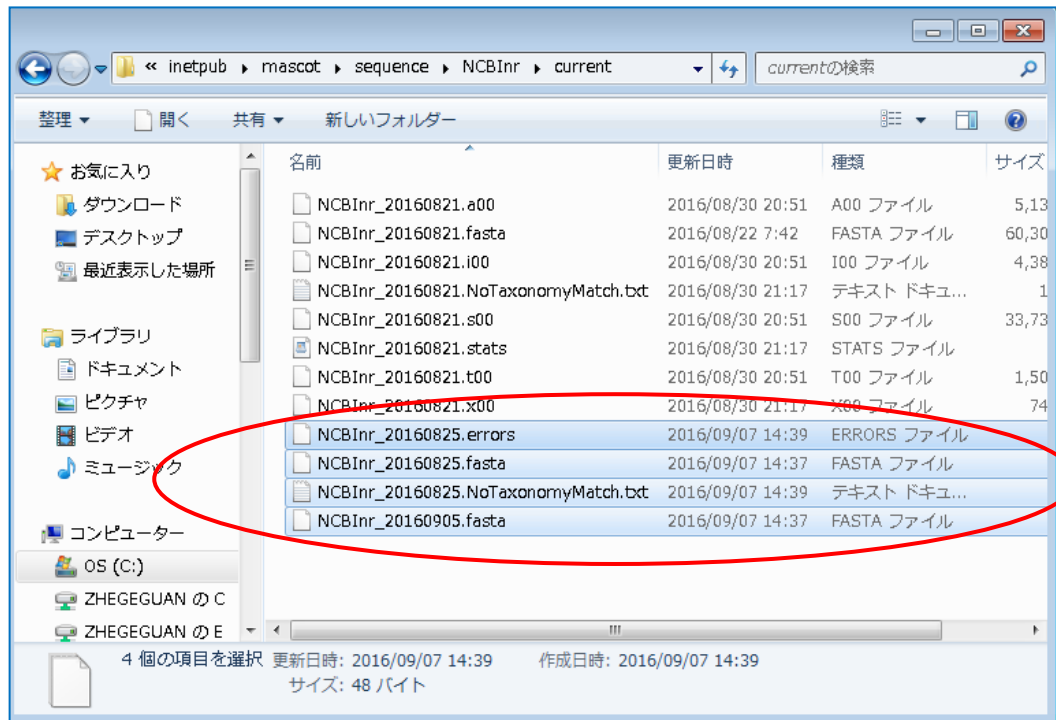 « inetpub ▸ mascot ▸ sequence ▸ NCBInr ▸ current
currentの検索
整理 ▼ 開く 共有 ▼ 新しいフォルダー
お気に入り
ダウンロード
デスクトップ
最近表示した場所
ライブラリ
ドキュメント
ピクチャ
ビデオ
ミュージック
コンピューター
OS (C:)
ZHEGEGUAN の C
ZHEGEGUAN の E
名前 更新日時 種類 サイズ
NCBInr_20160821.a00 2016/08/30 20:51 A00 ファイル 5,13
NCBInr_20160821.fasta 2016/08/22 7:42 FASTA ファイル 60,30
NCBInr_20160821.i00 2016/08/30 20:51 I00 ファイル 4,38
NCBInr_20160821.NoTaxonomyMatch.txt 2016/08/30 21:17 テキスト ドキュ... 1
NCBInr_20160821.s00 2016/08/30 20:51 S00 ファイル 33,73
NCBInr_20160821.stats 2016/08/30 21:17 STATS ファイル
NCBInr_20160821.t00 2016/08/30 20:51 T00 ファイル 1,50
NCBInr_20160821.x00 2016/08/30 21:17 X00 ファイル 74
NCBInr_20160825.errors 2016/09/07 14:39 ERRORS ファイル
NCBInr_20160825.fasta 2016/09/07 14:37 FASTA ファイル
NCBInr_20160825.NoTaxonomyMatch.txt 2016/09/07 14:39 テキスト ドキュ...
NCBInr_20160905.fasta 2016/09/07 14:37 FASTA ファイル
4 個の項目を選択 更新日時: 2016/09/07 14:39 作成日時: 2016/09/07 14:39
サイズ: 48 バイト